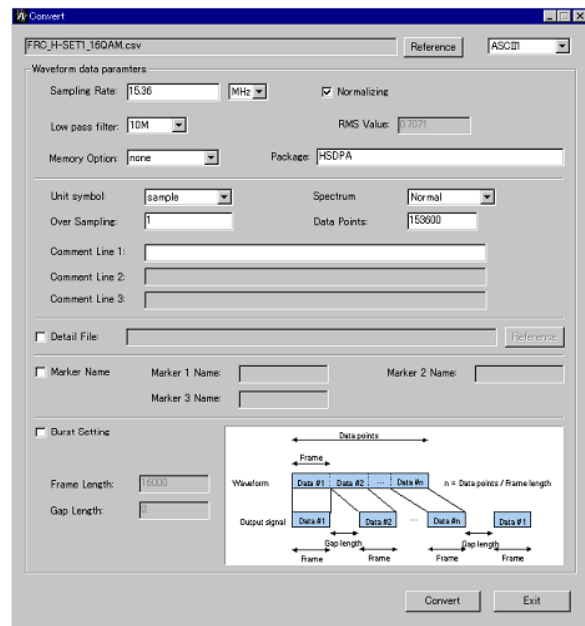 Convert
FRC_H-SET1_16QAM.csv Reference ASCII1
Waveform data paramters
Sampling Rate: 15.36 MHz Normalizing
Low pass filter: 10M RMS Value: 0.7071
Memory Option: none Package: HSDPA
Unit symbol: sample Spectrum Normal
Over Sampling: 1 Data Points: 153600
Comment Line 1:
Comment Line 2:
Comment Line 3:
Detail File: Reference
Marker Name Marker 1 Name: Marker 2 Name:
Marker 3 Name:
Burst Setting
Data points
Frame
Frame Length: 16000 Waveform Data #1 Data #2 ... Data #n n = Data points / Frame length
Gap Length: 0 Output signal Data #1 Data #2 ... Data #n Data #1
Gap length Gap length
Frame Frame Frame Frame
Convert Exit